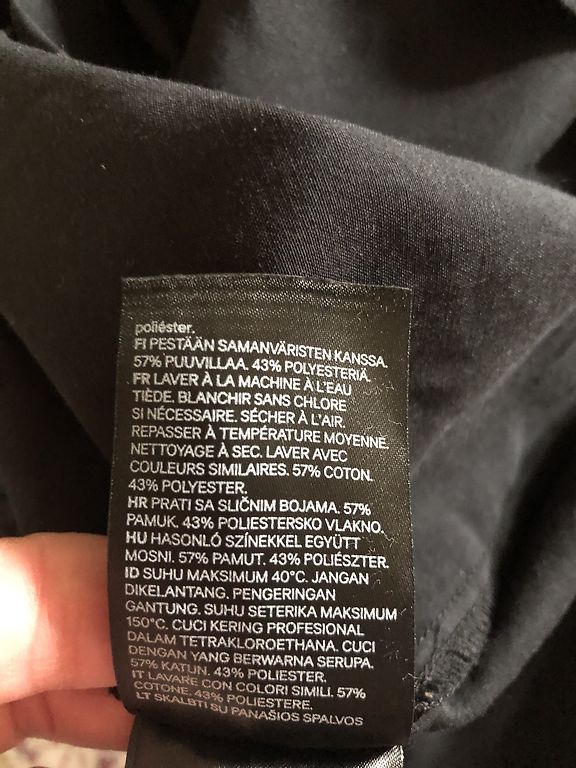 poliéster.
FI PESTÄÄN SAMANVÄRISTEN KANSSA.
57% PUUVILLAA. 43% POLYESTERIÄ.
FR LAVER À LA MACHINE À L'EAU
TIÈDE. BLANCHIR SANS CHLORE
SI NÉCESSAIRE. SÉCHER À L'AIR.
REPASSER À TEMPÉRATURE MOYENNE.
NETTOYAGE À SEC. LAVER AVEC
COULEURS SIMILAIRES. 57% COTON.
43% POLYESTER.
HR PRATI SA SLIČNIM BOJAMA. 57%
PAMUK. 43% POLIESTERSKO VLAKNO.
HU HASONLÓ SZÍNEKKEL EGYÜTT
MOSNI. 57% PAMUT. 43% POLIÉSZTER.
ID SUHU MAKSIMUM 40°C. JANGAN
DIKELANTANG. PENGERINGAN
GANTUNG. SUHU SETERIKA MAKSIMUM
150°C. CUCI KERING PROFESIONAL
DALAM TETRAKLOROETHANA. CUCI
DENGAN YANG BERWARNA SERUPA.
57% KATUN. 43% POLIESTER.
IT LAVARE CON COLORI SIMILI. 57%
COTONE. 43% POLIESTERE.
LT SKALBTI SU PANAŠIOS SPALVOS